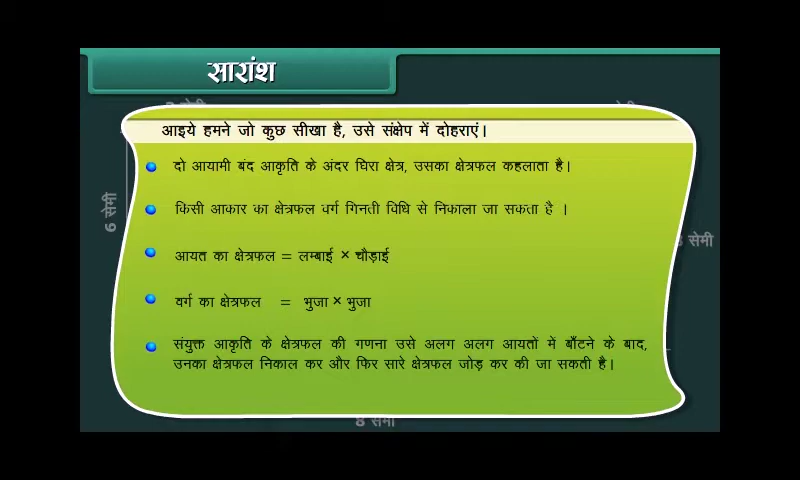 सारांश
आइये हमने जो कुछ सीखा है, उसे संक्षेप में दोहराएं।
दो आयामी बंद आकृति के अंदर घिरा क्षेत्र, उसका क्षेत्रफल कहलाता है।
6 सेमी
किसी आकार का क्षेत्रफल वर्ग गिनती विधि से निकाला जा सकता है ।
सेमी
आयत का क्षेत्रफल = लम्बाई × चौड़ाई
वर्ग का क्षेत्रफल = भुजा × भुजा
संयुक्त आकृति के क्षेत्रफल की गणना उसे अलग अलग आयतों में बाँटने के बाद,
उनका क्षेत्रफल निकाल कर और फिर सारे क्षेत्रफल जोड़ कर की जा सकती है।
8 सेमी